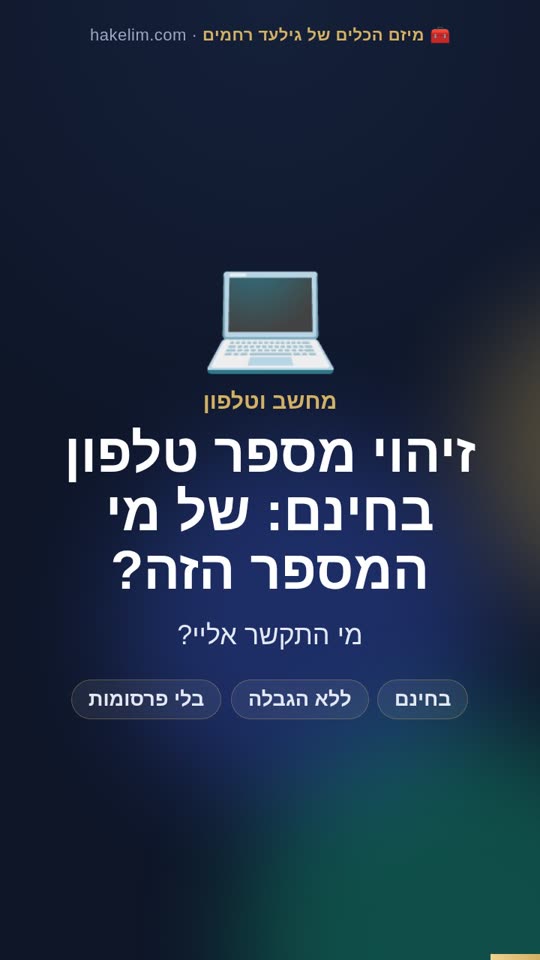 🧰 מיזם הכלים של גילעד רחמים · hakelim.com
מחשב וטלפון
זיהוי מספר טלפון
בחינם: של מי
המספר הזה?
מי התקשר אליי?
בחינם
ללא הגבלה
בלי פרסומות